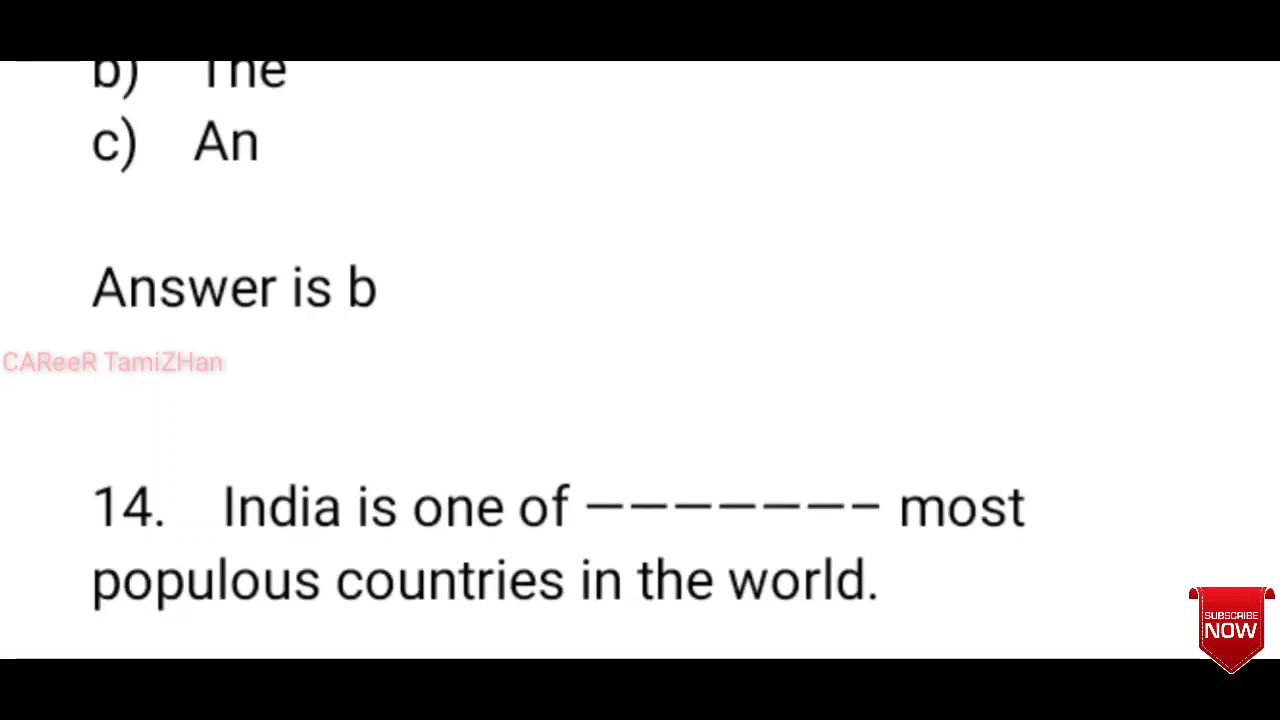 b) The
c) An
Answer is b
CAReeR TamiZHan
14. India is one of ――――――― most
populous countries in the world.
SUBSCRIBE
NOW